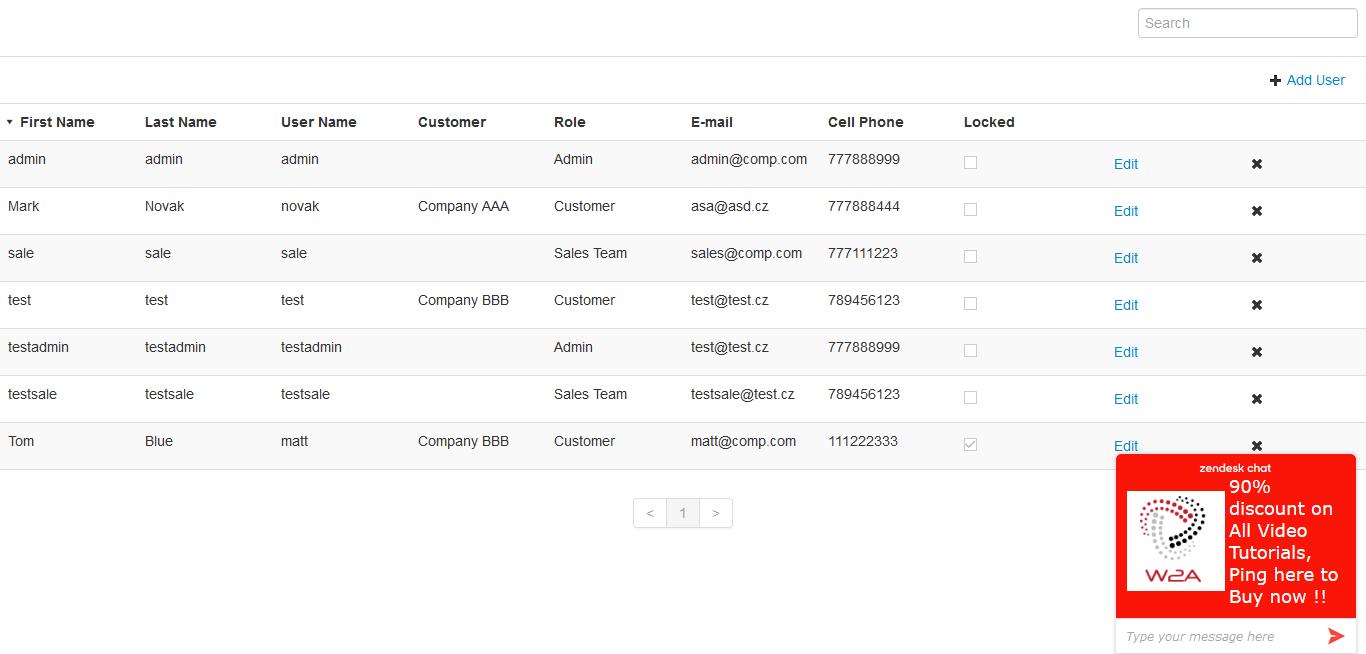 Search
Add User
First Name Last Name User Name Customer Role E-mail Cell Phone Locked
admin admin admin Admin admin@comp.com 777888999 Edit
Mark Novak novak Company AAA Customer asa@asd.cz 777888444 Edit
sale sale sale Sales Team sales@comp.com 777111223 Edit
test test test Company BBB Customer test@test.cz 789456123 Edit
testadmin testadmin testadmin Admin test@test.cz 777888999 Edit
testsale testsale testsale Sales Team testsale@test.cz 789456123 Edit
Tom Blue matt Company BBB Customer matt@comp.com 111222333 Edit
< 1 >
zendesk chat
W2A
90%
discount on
All Video
Tutorials,
Ping here to
Buy now !!
Type your message here